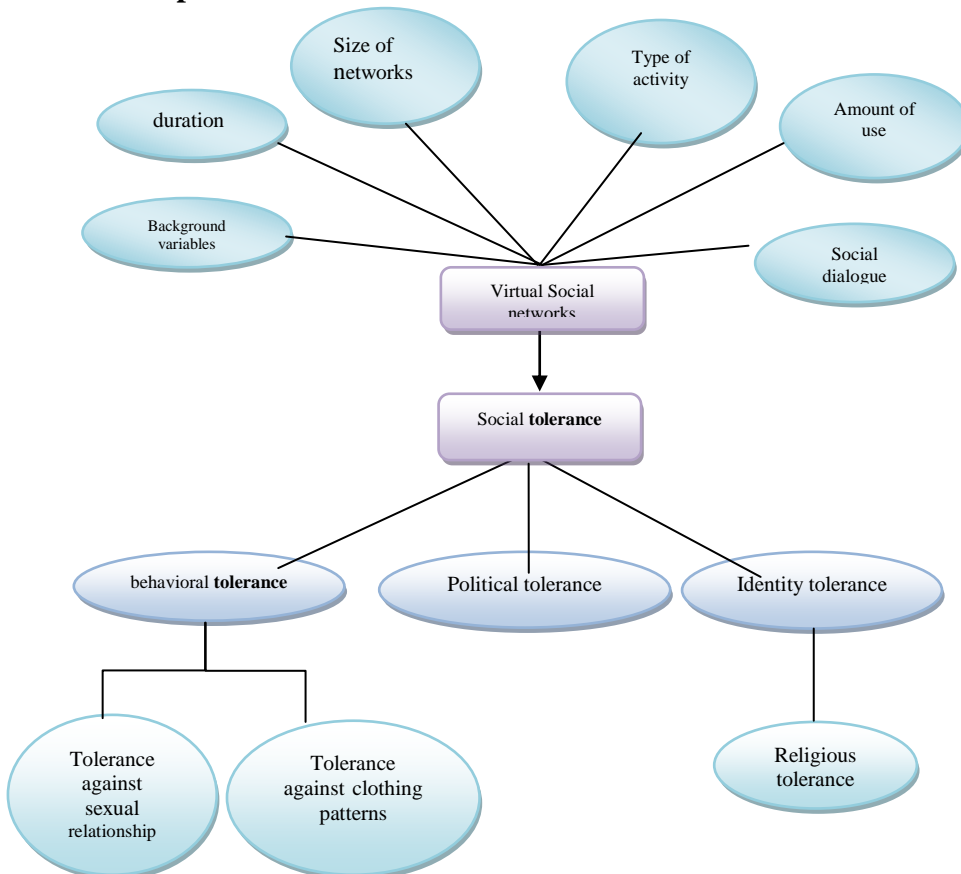 Size of
networks
Type of
activity
duration
Amount of
use
Background
variables
Social
dialogue
Virtual Social
networks
Social tolerance
behavioral tolerance
Political tolerance
Identity tolerance
Tolerance
against
sexual
relationship
Tolerance
against clothing
patterns
Religious
tolerance